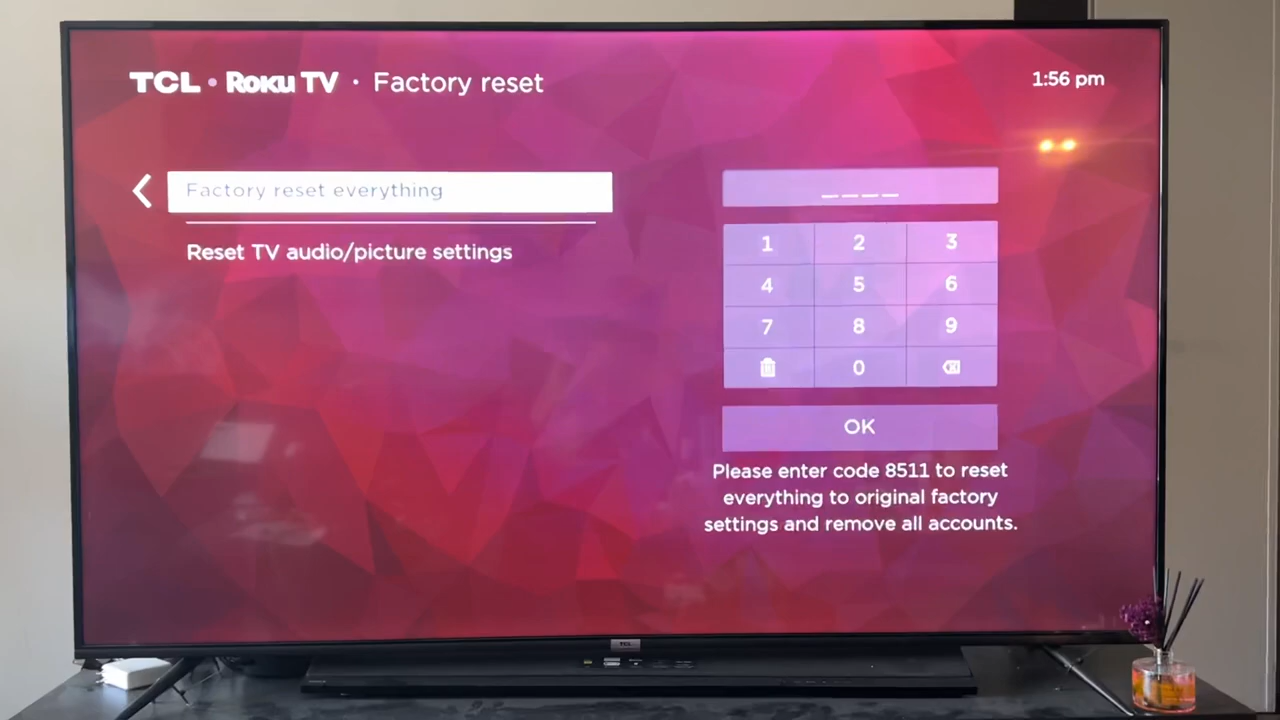 TCL • Roku TV • Factory reset
1:56 pm
Factory reset everything
Reset TV audio/picture settings
1 2 3
4 5 6
7 8 9
0
OK
Please enter code 8511 to reset
everything to original factory
settings and remove all accounts.
TCL